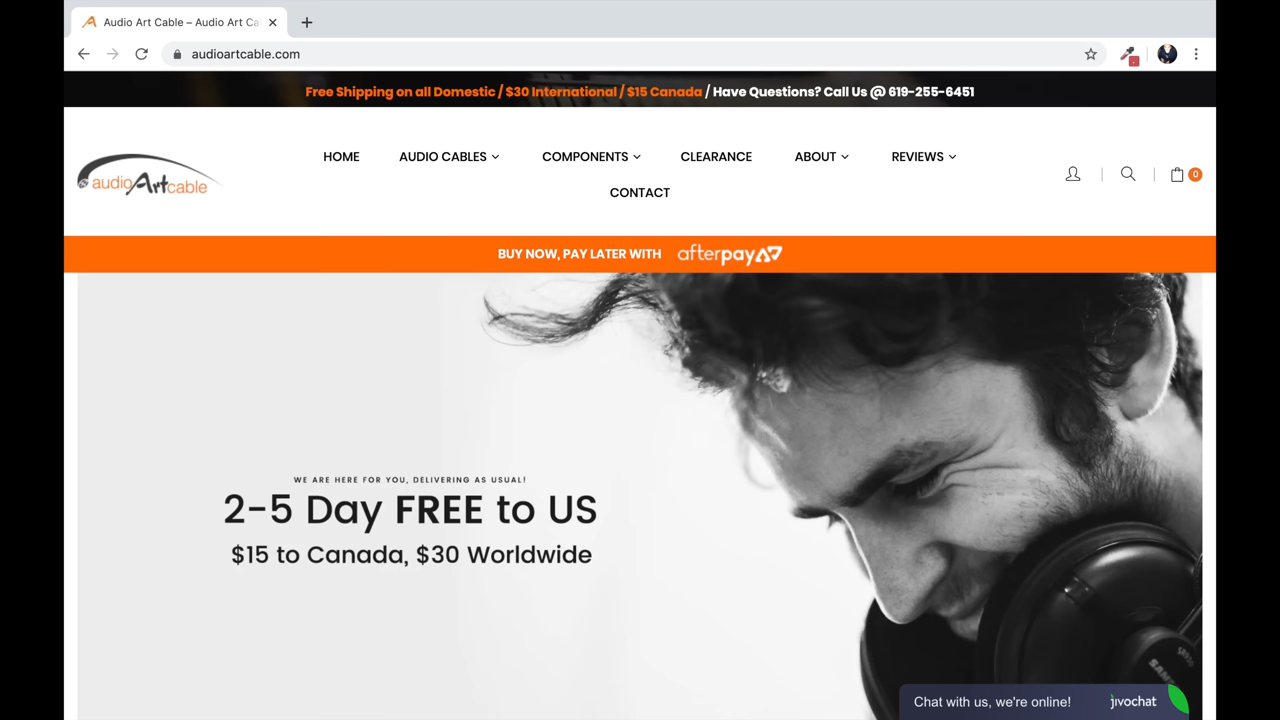 Audio Art Cable – Audio Art Ca
audioartcable.com
Free Shipping on all Domestic / $30 International / $15 Canada / Have Questions? Call Us @ 619-255-6451
audioArtcable
HOME AUDIO CABLES COMPONENTS CLEARANCE ABOUT REVIEWS
CONTACT
0
BUY NOW, PAY LATER WITH afterpay
WE ARE HERE FOR YOU, DELIVERING AS USUAL!
2-5 Day FREE to US
$15 to Canada, $30 Worldwide
SR950
SAM
Chat with us, we're online! jivochat